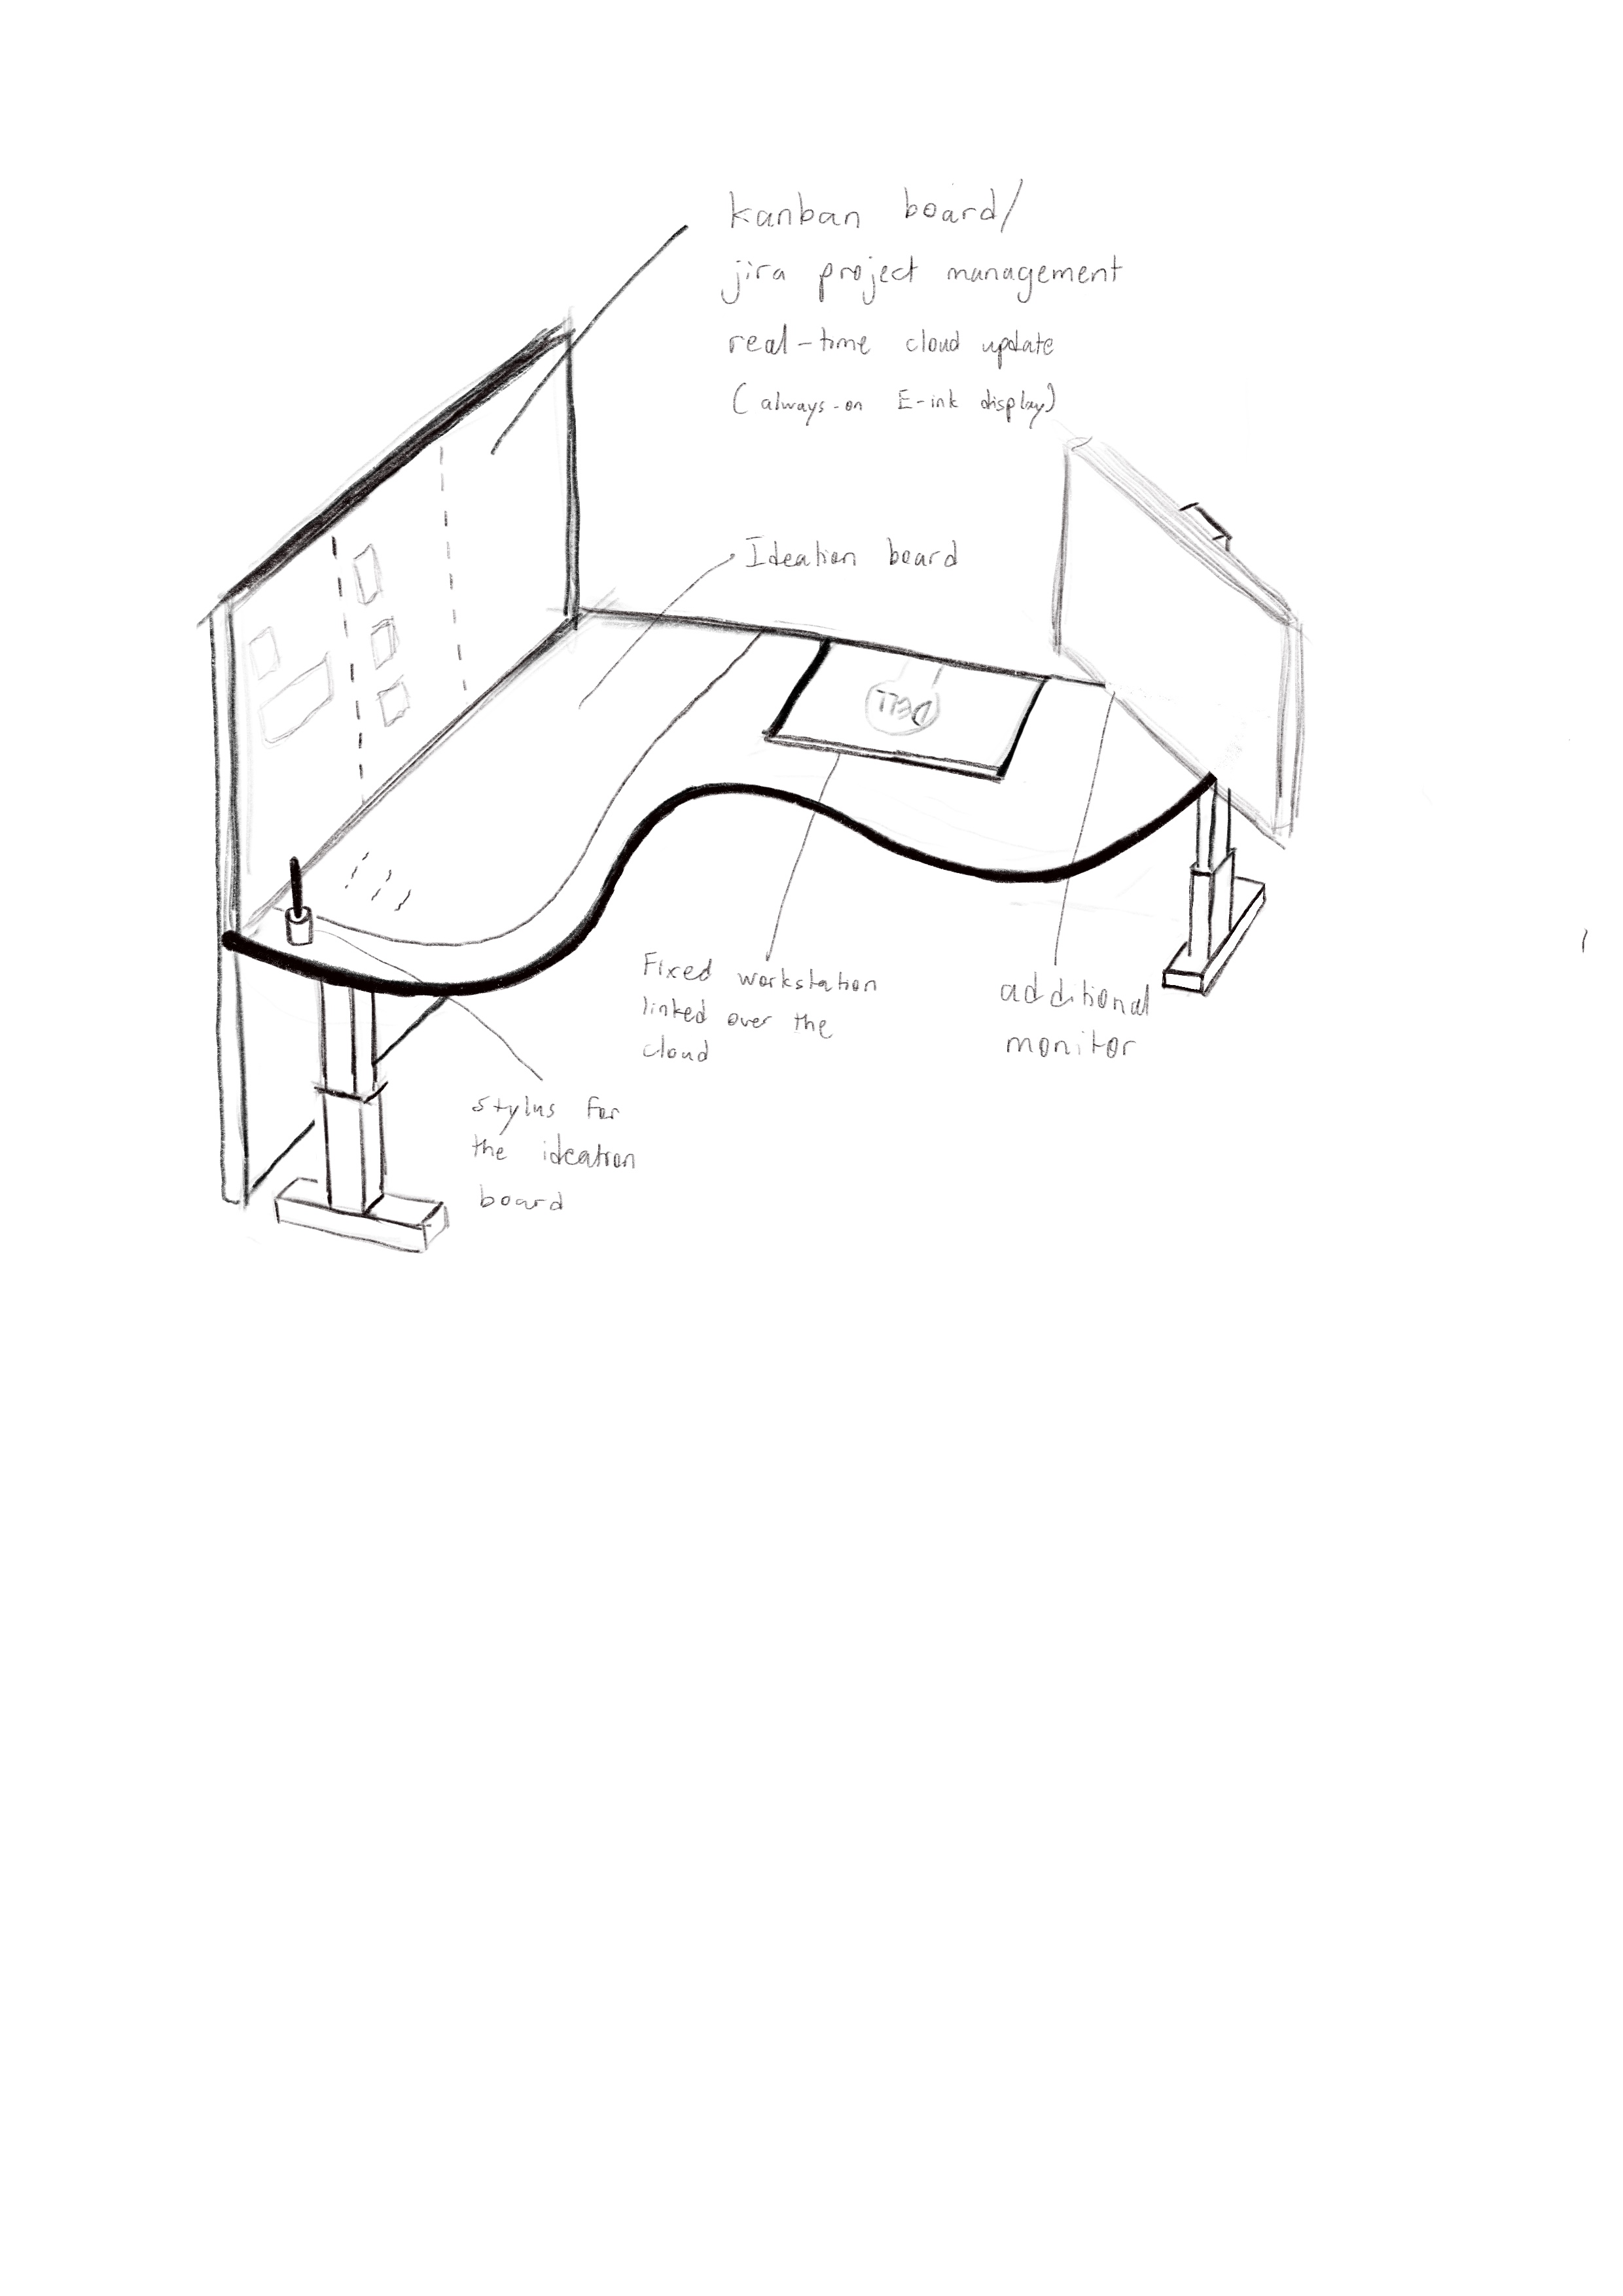 kanban board/
jira project management
real-time cloud update
(always-on E-ink display)
Ideation board
DELL
Fixed workstation
linked over the
cloud
additional
monitor
Stylus for
the ideation
board